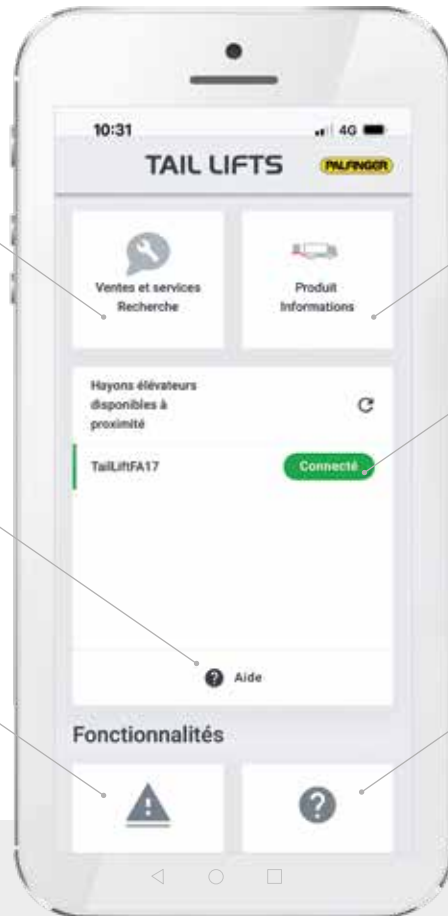 10:31
4G
TAIL LIFTS
PALFINGER
Ventes et services
Recherche
Produit
Informations
Hayons élévateurs
disponibles à
proximité
TailLiftFA17
Connecté
Aide
Fonctionnalités